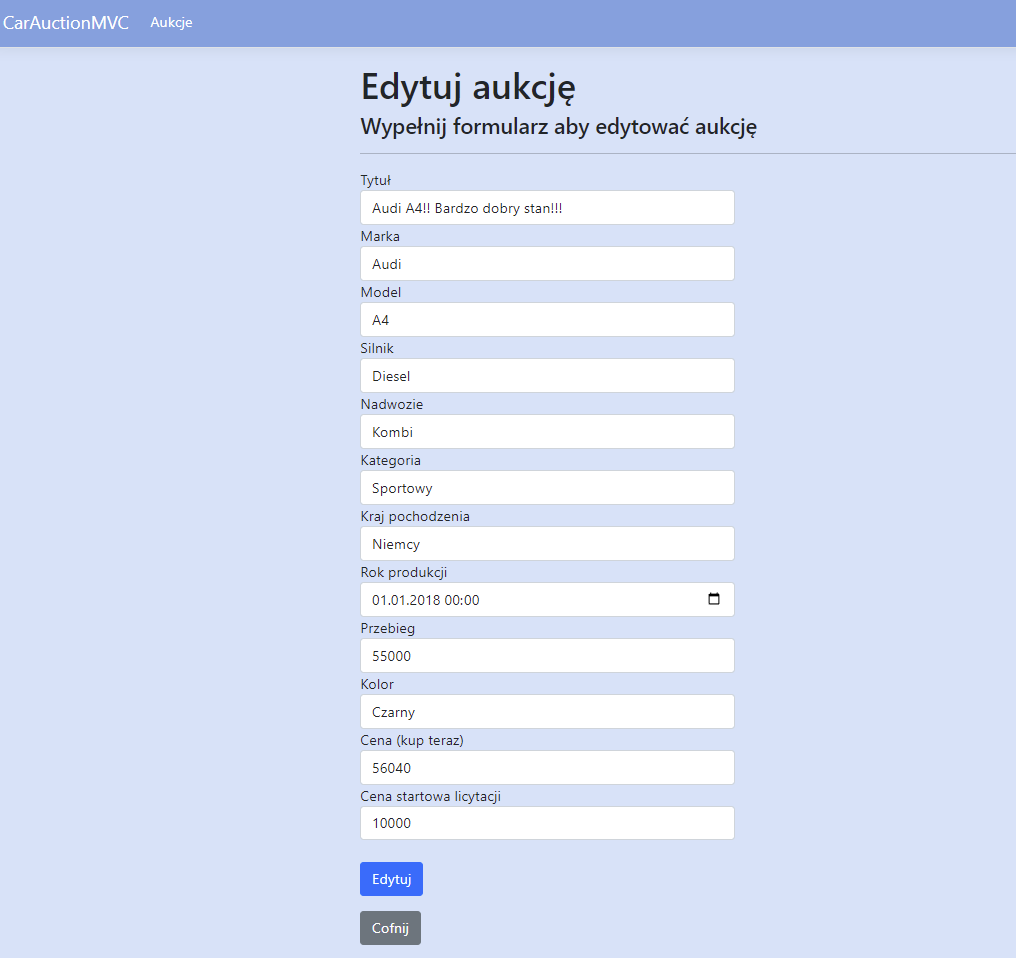 CarAuctionMVC Aukcje
Edytuj aukcję
Wypełnij formularz aby edytować aukcję
Tytuł
Audi A4!! Bardzo dobry stan!!!
Marka
Audi
Model
A4
Silnik
Diesel
Nadwozie
Kombi
Kategoria
Sportowy
Kraj pochodzenia
Niemcy
Rok produkcji
01.01.2018 00:00
Przebieg
55000
Kolor
Czarny
Cena (kup teraz)
56040
Cena startowa licytacji
10000
Edytuj
Cofnij